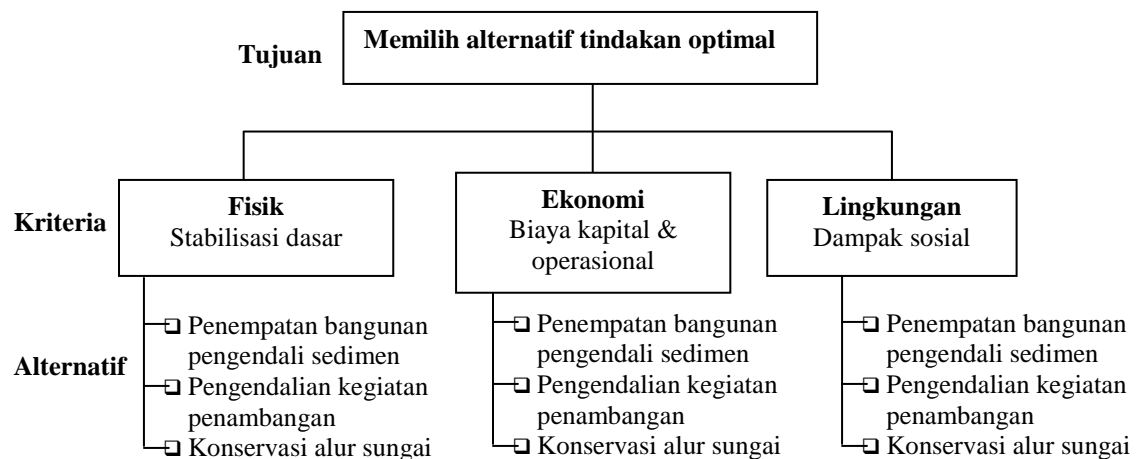 Memilih alternatif tindakan optimal
Tujuan
Kriteria
Fisik
Stabilisasi dasar
Ekonomi
Biaya kapital &
operasional
Lingkungan
Dampak sosial
Alternatif
Penempatan bangunan
pengendali sedimen
Pengendalian kegiatan
penambangan
Konservasi alur sungai
Penempatan bangunan
pengendali sedimen
Pengendalian kegiatan
penambangan
Konservasi alur sungai
Penempatan bangunan
pengendali sedimen
Pengendalian kegiatan
penambangan
Konservasi alur sungai